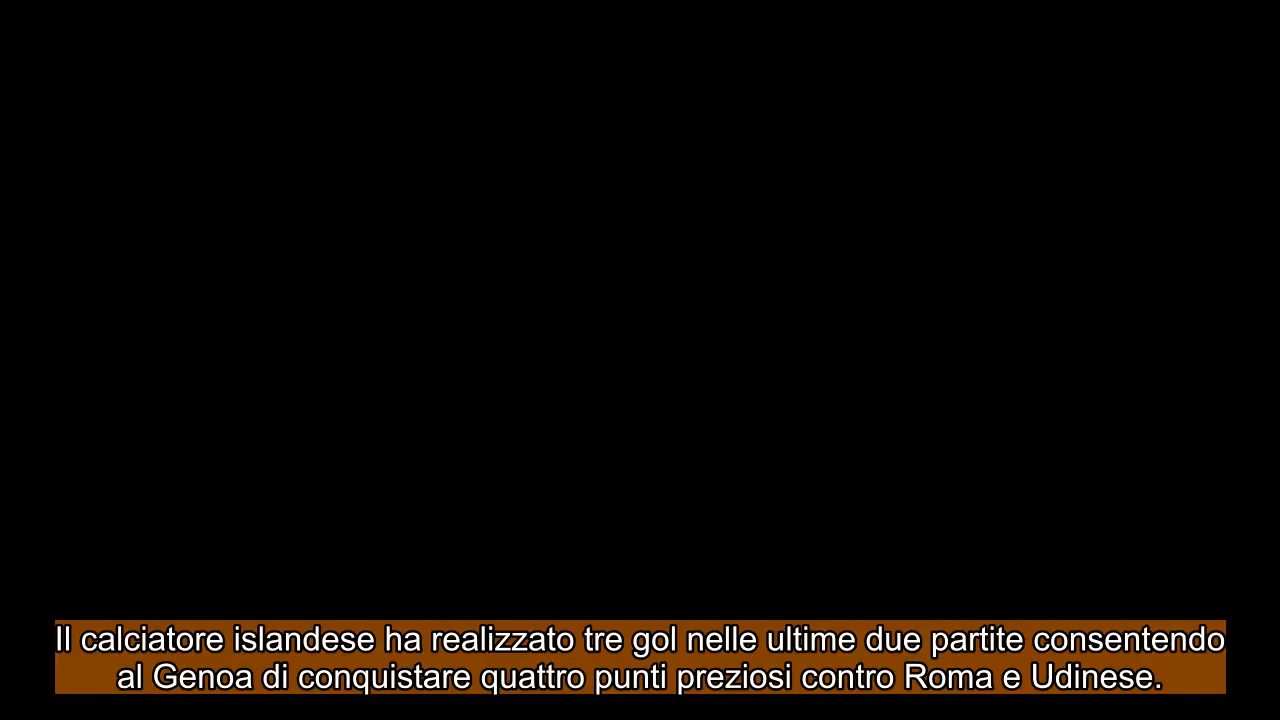 Il calciatore islandese ha realizzato tre gol nelle ultime due partite consentendo
al Genoa di conquistare quattro punti preziosi contro Roma e Udinese.